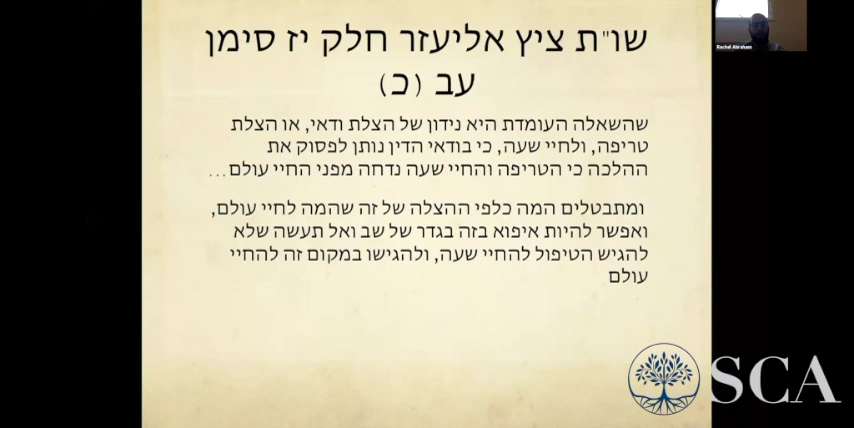 שו"ת ציץ אליעזר חלק יז סימן
עב (כ)
שהשאלה העומדת היא נידון של הצלת ודאי, או הצלת
טריפה, ולחיי שעה, כי בודאי הדין נותן לפסוק את
ההלכה כי הטריפה והחיי שעה נדחה מפני החיי עולם...
ומתבטלים המה כלפי ההצלה של זה שהמה לחיי עולם,
ואפשר להיות איפוא בזה בגדר של שב ואל תעשה שלא
להגיש הטיפול להחיי שעה, ולהגישו במקום זה להחיי
עולם
Rachel Abraham
SCA